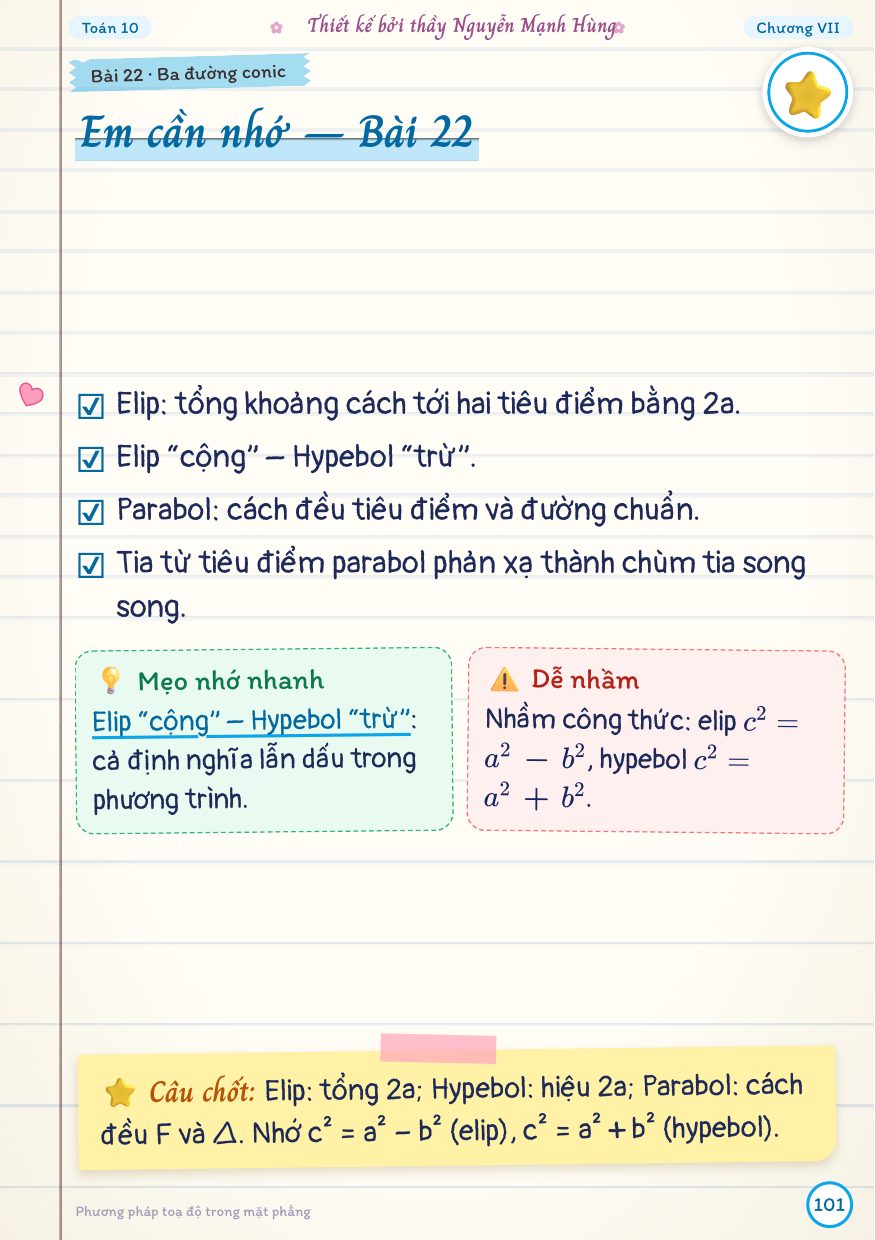 Toán 10
Thiết kế bởi thầy Nguyễn Mạnh Hùng
Chương VII
Bài 22 · Ba đường conic
Em cần nhớ — Bài 22
Elip: tổng khoảng cách tới hai tiêu điểm bằng 2a.
Elip “cộng” – Hypebol “trừ”.
Parabol: cách đều tiêu điểm và đường chuẩn.
Tia từ tiêu điểm parabol phản xạ thành chùm tia song
song.
Mẹo nhớ nhanh
Elip “cộng” – Hypebol “trừ”:
cả định nghĩa lẫn dấu trong
phương trình.
Dễ nhầm
Nhầm công thức: elip c² =
a² − b², hypebol c² =
a² + b².
Câu chốt: Elip: tổng 2a; Hypebol: hiệu 2a; Parabol: cách
đều F và Δ. Nhớ c² = a² − b² (elip), c² = a² + b² (hypebol).
Phương pháp toạ độ trong mặt phẳng
101